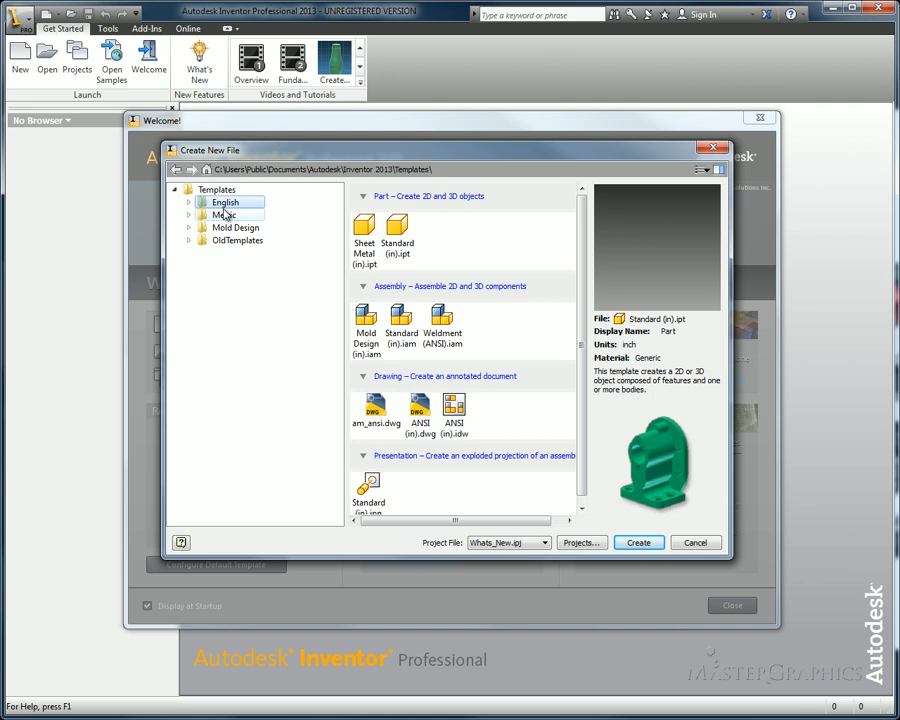 Autodesk Inventor Professional 2013 - UNREGISTERED VERSION
Type a keyword or phrase
Sign In
PRO
Get Started
Tools
Add-Ins
Online
New
Open
Projects
Open
Samples
Welcome
What's
New
Overview
Funda...
Create...
Launch
New Features
Videos and Tutorials
No Browser
Welcome!
Create New File
C:\Users\Public\Documents\Autodesk\Inventor 2013\Templates\
Templates
English
Metric
Mold Design
OldTemplates
Part – Create 2D and 3D objects
Sheet
Metal
(in).ipt
Standard
(in).ipt
Assembly – Assemble 2D and 3D components
Mold
Design
(in).iam
Standard
(in).iam
Weldment
(ANSI).iam
Drawing – Create an annotated document
am_ansi.dwg
ANSI
(in).dwg
ANSI
(in).idw
Presentation – Create an exploded projection of an assemb
Standard
(in).ipn
File: Standard (in).ipt
Display Name: Part
Units: inch
Material: Generic
This template creates a 2D or 3D
object composed of features and one
or more bodies.
Project File:
Whats_New.ipj
Projects...
Create
Cancel
Configure Default Template
Display at Startup
Close
Autodesk Inventor Professional
MASTERGRAPHICS
Autodesk
For Help, press F1
0
0